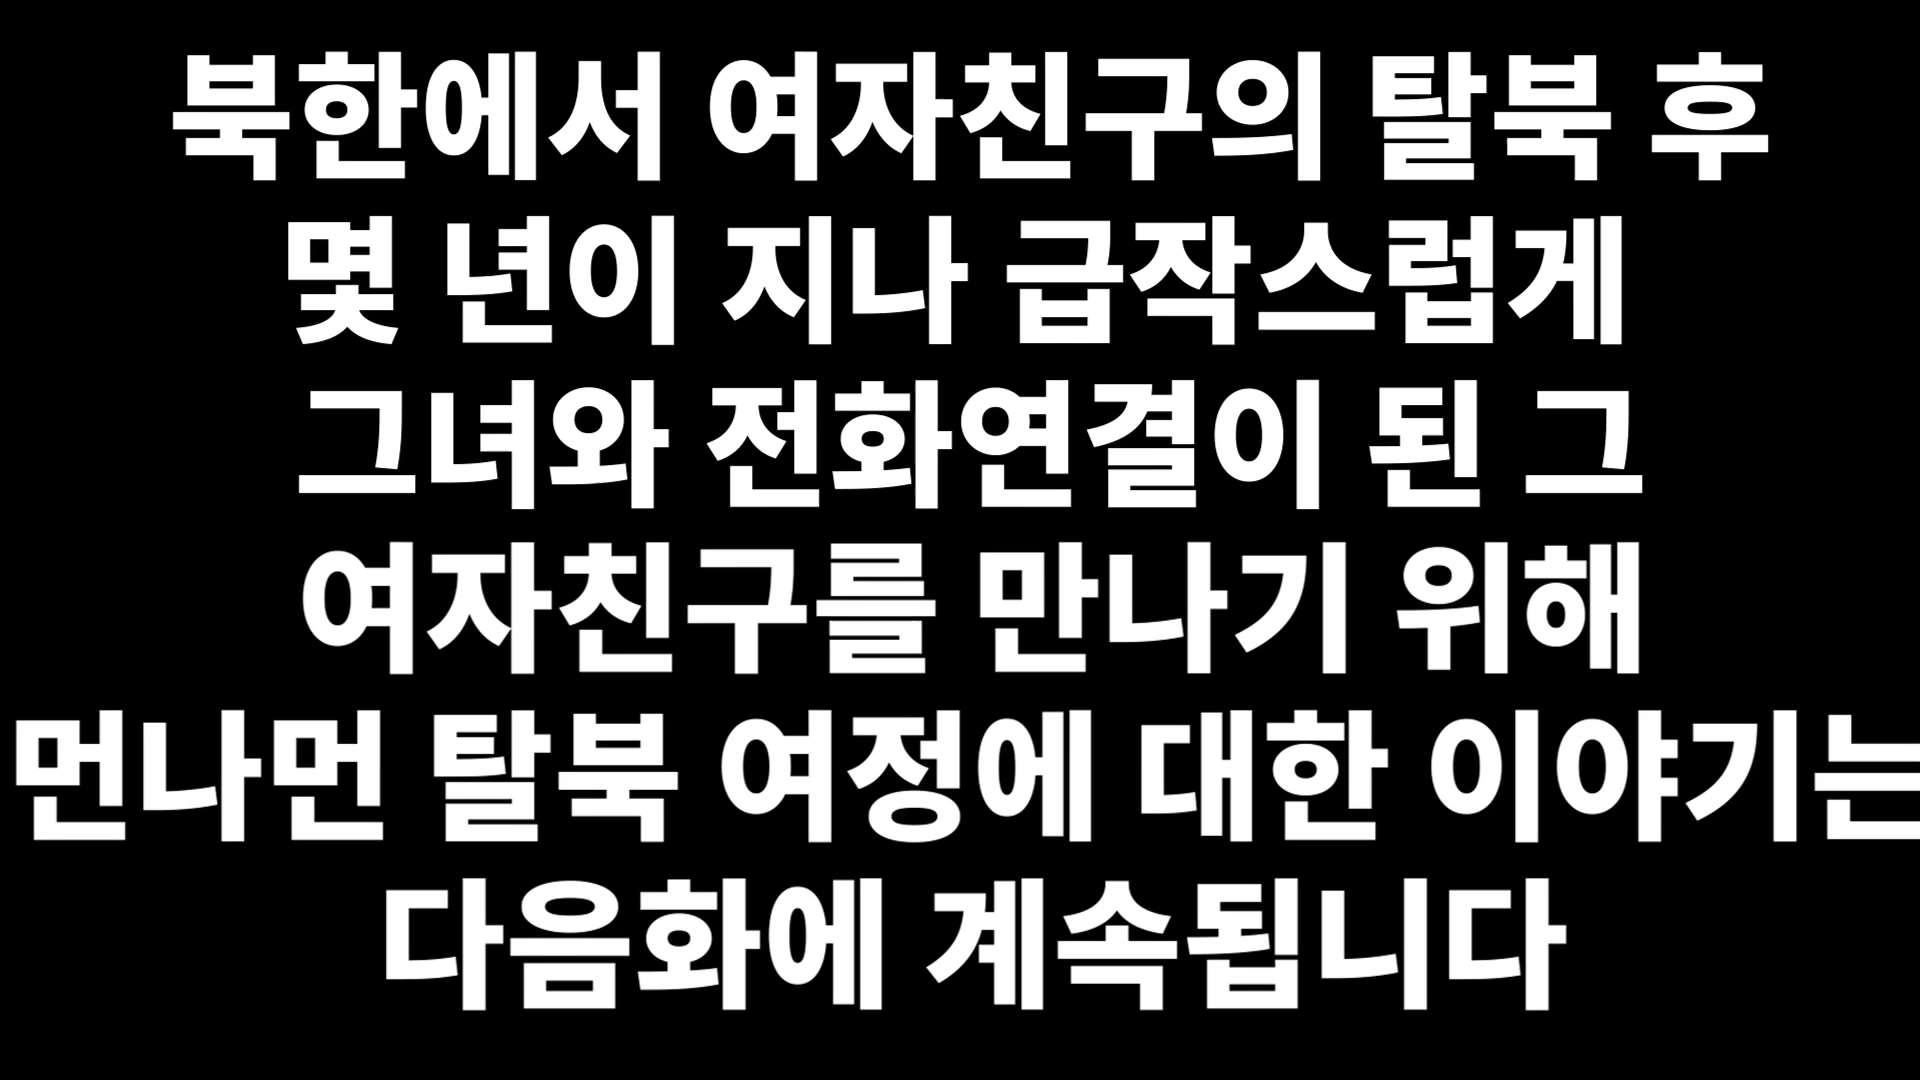 북한에서 여자친구의 탈북 후
몇 년이 지나 급작스럽게
그녀와 전화연결이 된 그
여자친구를 만나기 위해
먼나먼 탈북 여정에 대한 이야기는
다음화에 계속됩니다